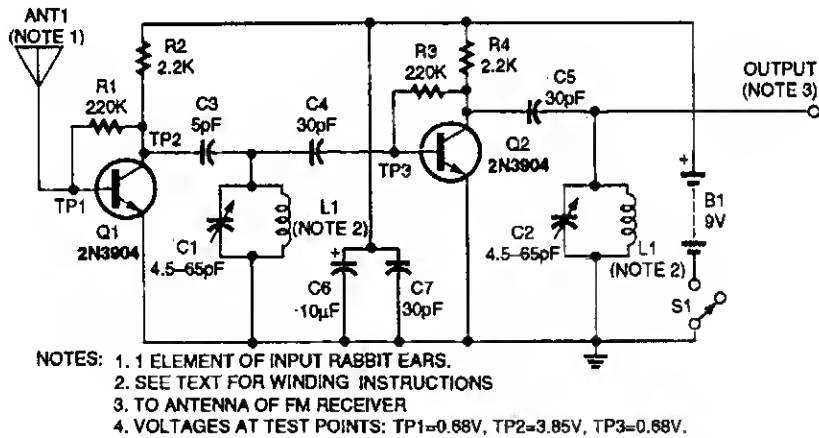 ANT1
(NOTE 1)
R1
220K
R2
2.2K
TP2
C3
5pF
C4
30pF
R3
220K
R4
2.2K
C5
30pF
OUTPUT
(NOTE 3)
TP1
Q1
2N3904
C1
4.5–65pF
L1
(NOTE 2)
TP3
Q2
2N3904
C6
10µF
C7
30pF
C2
4.5–65pF
L1
(NOTE 2)
+
+
B1
9V
S1
NOTES: 1. 1 ELEMENT OF INPUT RABBIT EARS.
2. SEE TEXT FOR WINDING INSTRUCTIONS
3. TO ANTENNA OF FM RECEIVER
4. VOLTAGES AT TEST POINTS: TP1=0.68V, TP2=3.85V, TP3=0.68V.